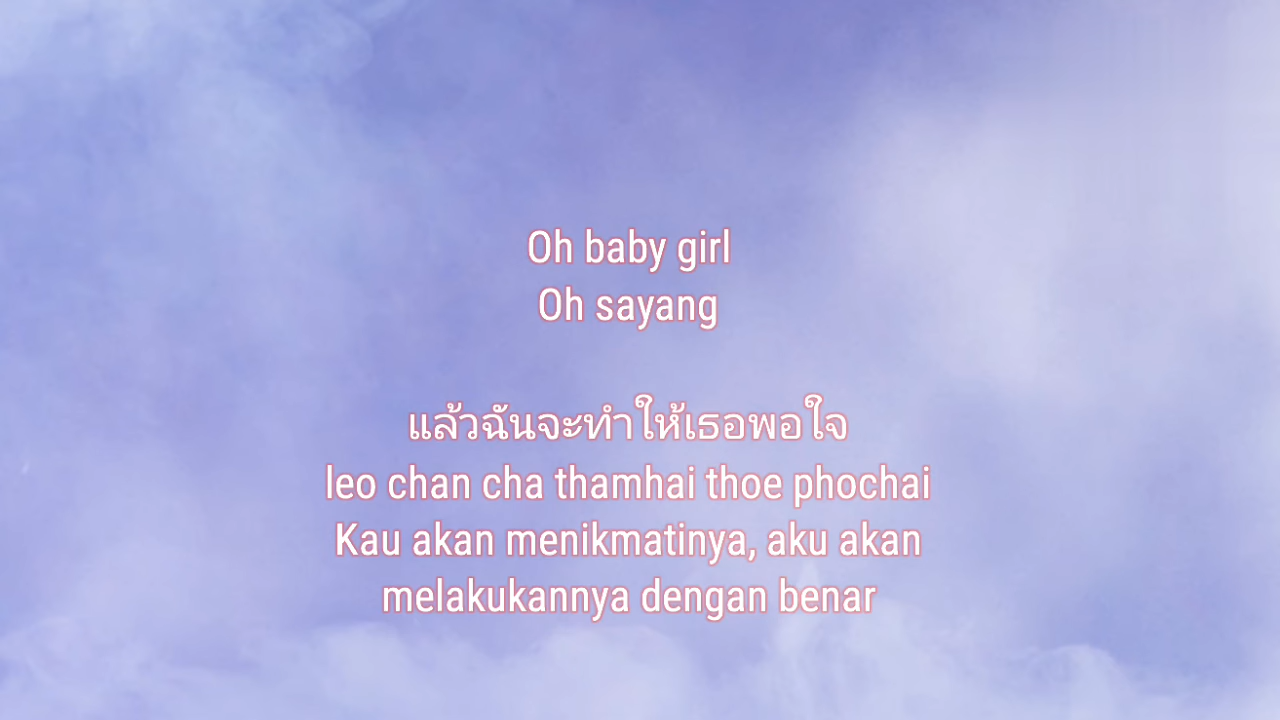 Oh baby girl
Oh sayang
แล้วฉันจะทำให้เธอพอใจ
leo chan cha thamhai thoe phochai
Kau akan menikmatinya, aku akan
melakukannya dengan benar